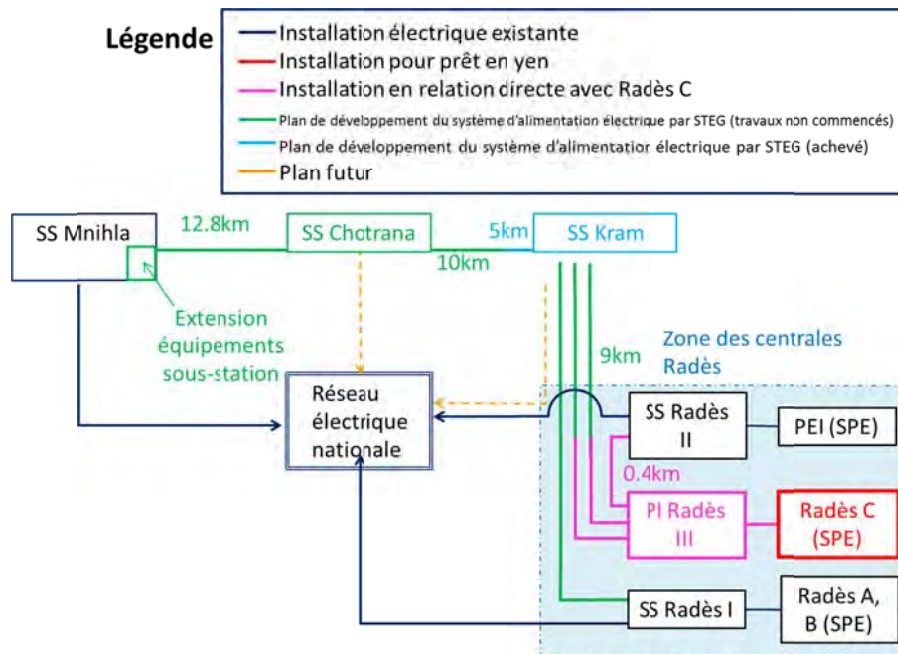 Légende
Installation électrique existante
Installation pour prêt en yen
Installation en relation directe avec Radès C
Plan de développement du système d'alimentation électrique par STEG (travaux non commencés)
Plan de développement du système d'alimentation électrique par STEG (achevé)
Plan futur
SS Mnihla
12.8km
SS Chotrana
10km
5km
SS Kram
Extension
équipements
sous-station
9km
Zone des centrales
Radès
Réseau
électrique
nationale
SS Radès
II
PEI (SPE)
0.4km
PI Radès
III
Radès C
(SPE)
SS Radès I
Radès A,
B (SPE)